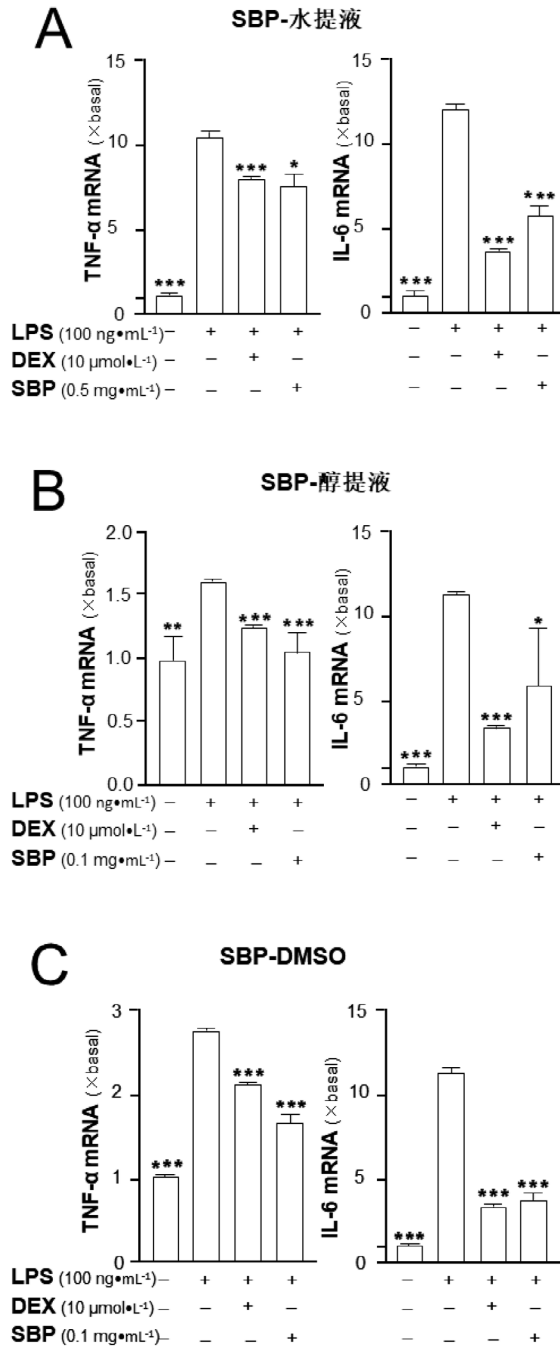 A
SBP-水提液
TNF-α mRNA (×basal)
15
10
5
0
***
***
*
IL-6 mRNA (×basal)
15
10
5
0
***
***
***
LPS (100 ng•mL⁻¹) – + + + – + + +
DEX (10 μmol•L⁻¹) – – + – – – + –
SBP (0.5 mg•mL⁻¹) – – – + – – – +
B
SBP-醇提液
TNF-α mRNA (×basal)
2.0
1.5
1.0
0.5
0.0
**
***
***
IL-6 mRNA (×basal)
15
10
5
0
***
***
*
LPS (100 ng•mL⁻¹) – + + + – + + +
DEX (10 μmol•L⁻¹) – – + – – – + –
SBP (0.1 mg•mL⁻¹) – – – + – – – +
C
SBP-DMSO
TNF-α mRNA (×basal)
3
2
1
0
***
***
***
IL-6 mRNA (×basal)
15
10
5
0
***
***
***
LPS (100 ng•mL⁻¹) – + + + – + + +
DEX (10 μmol•L⁻¹) – – + – – – + –
SBP (0.1 mg•mL⁻¹) – – – + – – – +